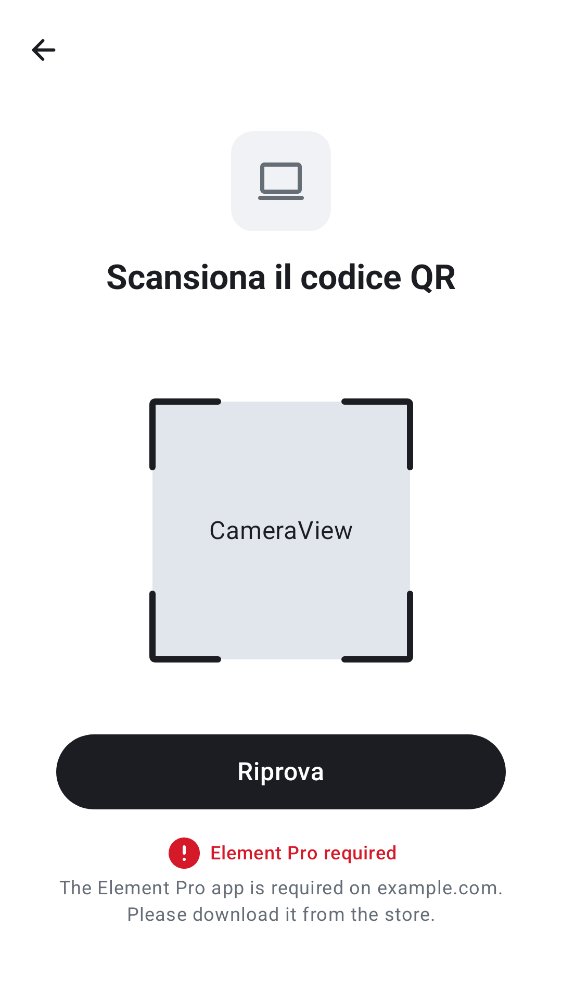 Scansiona il codice QR
CameraView
Riprova
Element Pro required
The Element Pro app is required on example.com.
Please download it from the store.